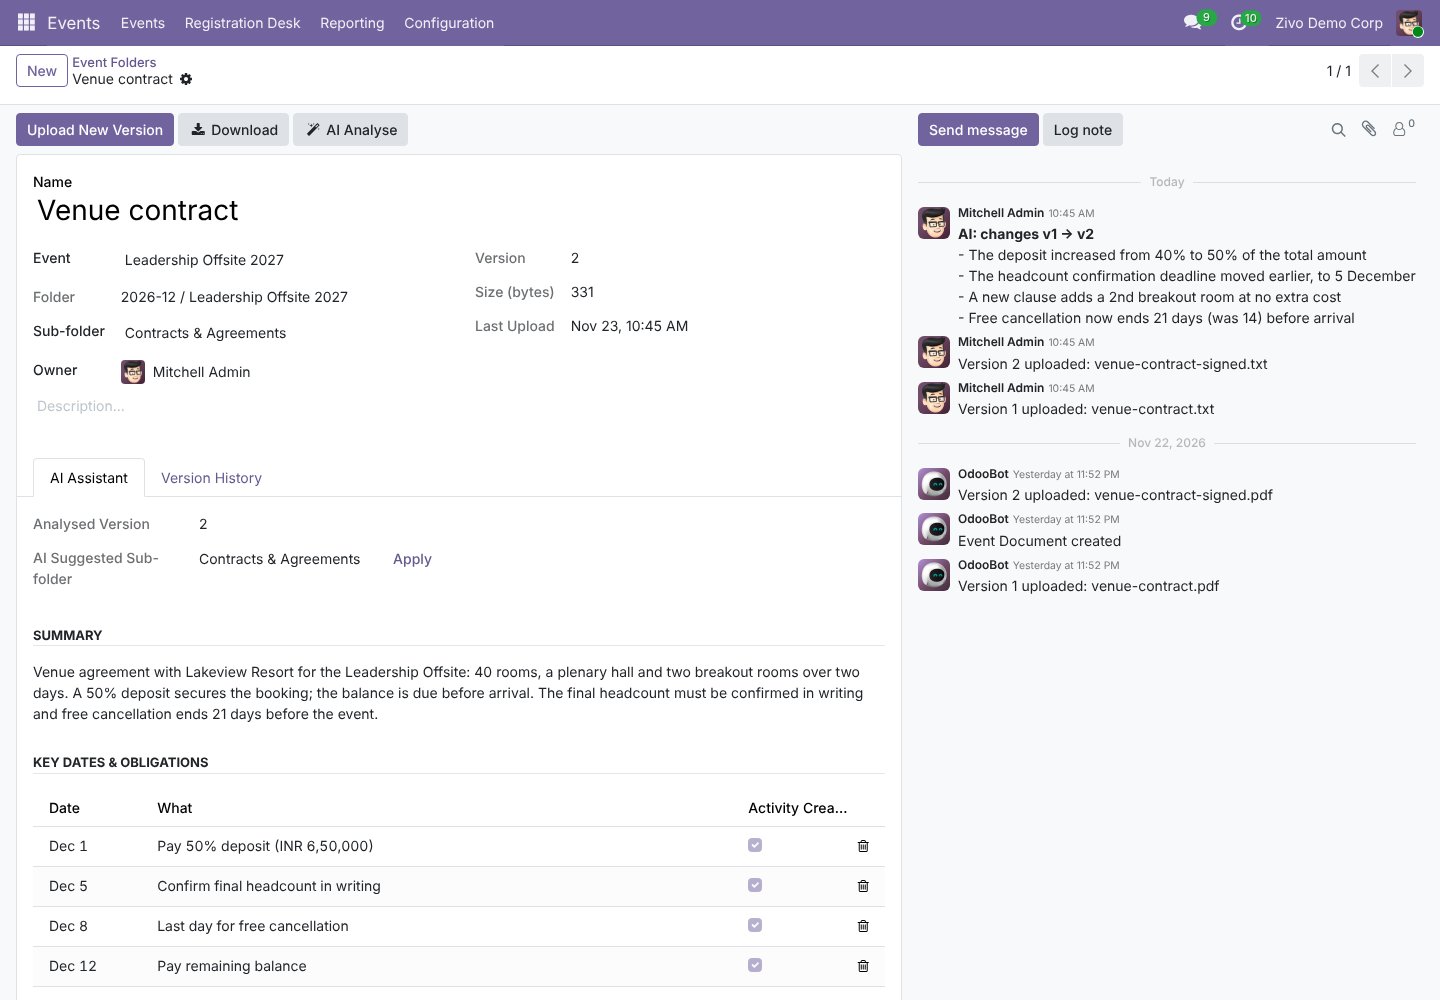 Events
Events
Registration Desk
Reporting
Configuration
9
10
Zivo Demo Corp
New
Event Folders
Venue contract
1 / 1
Upload New Version
Download
AI Analyse
Send message
Log note
0
Name
Venue contract
Event
Leadership Offsite 2027
Folder
2026-12 / Leadership Offsite 2027
Sub-folder
Contracts & Agreements
Owner
Mitchell Admin
Description...
Version
2
Size (bytes)
331
Last Upload
Nov 23, 10:45 AM
AI Assistant
Version History
Analysed Version
2
AI Suggested Sub-
folder
Contracts & Agreements
Apply
SUMMARY
Venue agreement with Lakeview Resort for the Leadership Offsite: 40 rooms, a plenary hall and two breakout rooms over two
days. A 50% deposit secures the booking; the balance is due before arrival. The final headcount must be confirmed in writing
and free cancellation ends 21 days before the event.
KEY DATES & OBLIGATIONS
Date What Activity Crea...
Dec 1 Pay 50% deposit (INR 6,50,000)
Dec 5 Confirm final headcount in writing
Dec 8 Last day for free cancellation
Dec 12 Pay remaining balance
Today
Mitchell Admin 10:45 AM
AI: changes v1 → v2
- The deposit increased from 40% to 50% of the total amount
- The headcount confirmation deadline moved earlier, to 5 December
- A new clause adds a 2nd breakout room at no extra cost
- Free cancellation now ends 21 days (was 14) before arrival
Mitchell Admin 10:45 AM
Version 2 uploaded: venue-contract-signed.txt
Mitchell Admin 10:45 AM
Version 1 uploaded: venue-contract.txt
Nov 22, 2026
OdooBot Yesterday at 11:52 PM
Version 2 uploaded: venue-contract-signed.pdf
OdooBot Yesterday at 11:52 PM
Event Document created
OdooBot Yesterday at 11:52 PM
Version 1 uploaded: venue-contract.pdf